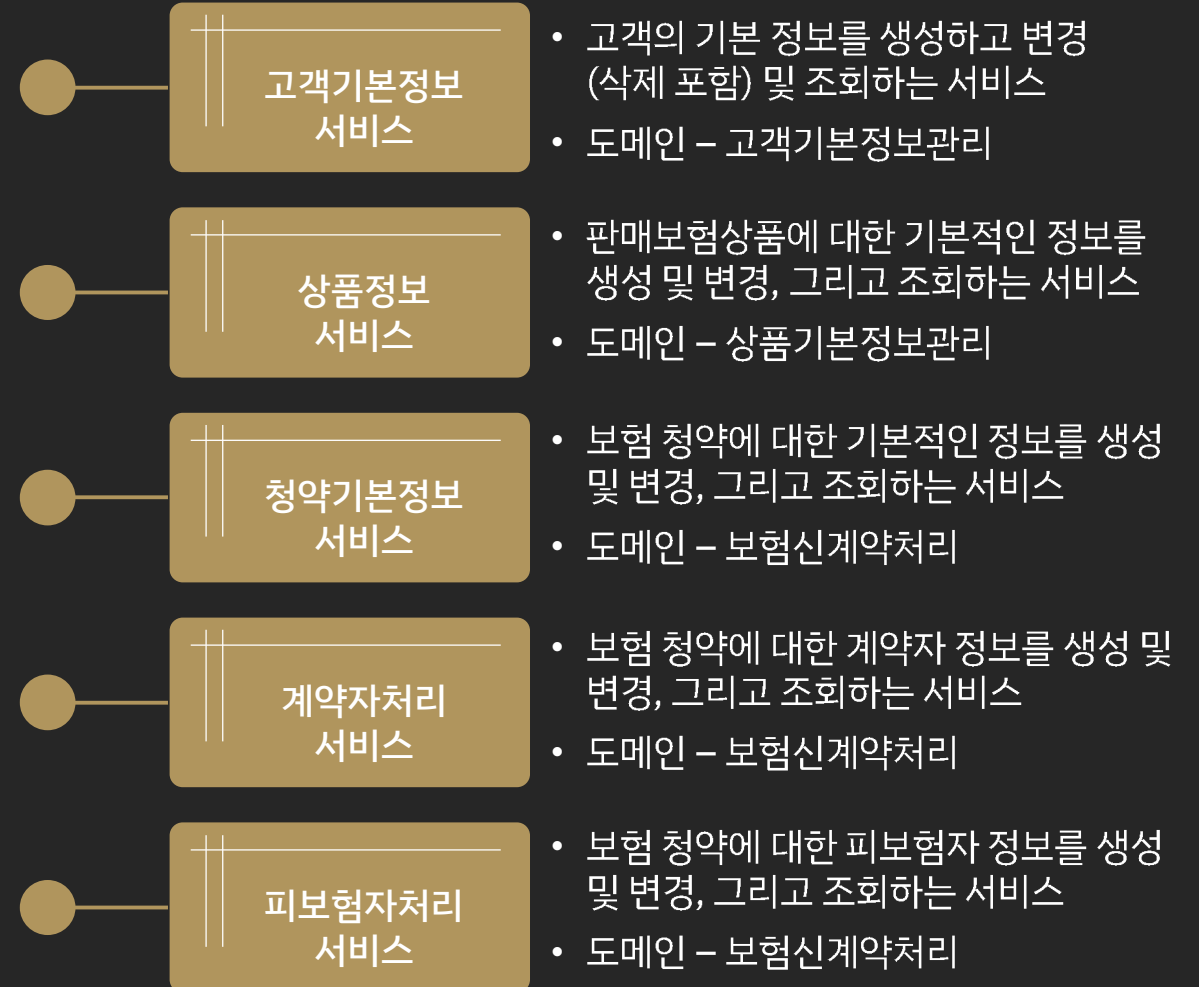 고객기본정보
서비스
• 고객의 기본 정보를 생성하고 변경
(삭제 포함) 및 조회하는 서비스
• 도메인 – 고객기본정보관리
상품정보
서비스
• 판매보험상품에 대한 기본적인 정보를
생성 및 변경, 그리고 조회하는 서비스
• 도메인 – 상품기본정보관리
청약기본정보
서비스
• 보험 청약에 대한 기본적인 정보를 생성
및 변경, 그리고 조회하는 서비스
• 도메인 – 보험신계약처리
계약자처리
서비스
• 보험 청약에 대한 계약자 정보를 생성 및
변경, 그리고 조회하는 서비스
• 도메인 – 보험신계약처리
피보험자처리
서비스
• 보험 청약에 대한 피보험자 정보를 생성
및 변경, 그리고 조회하는 서비스
• 도메인 – 보험신계약처리